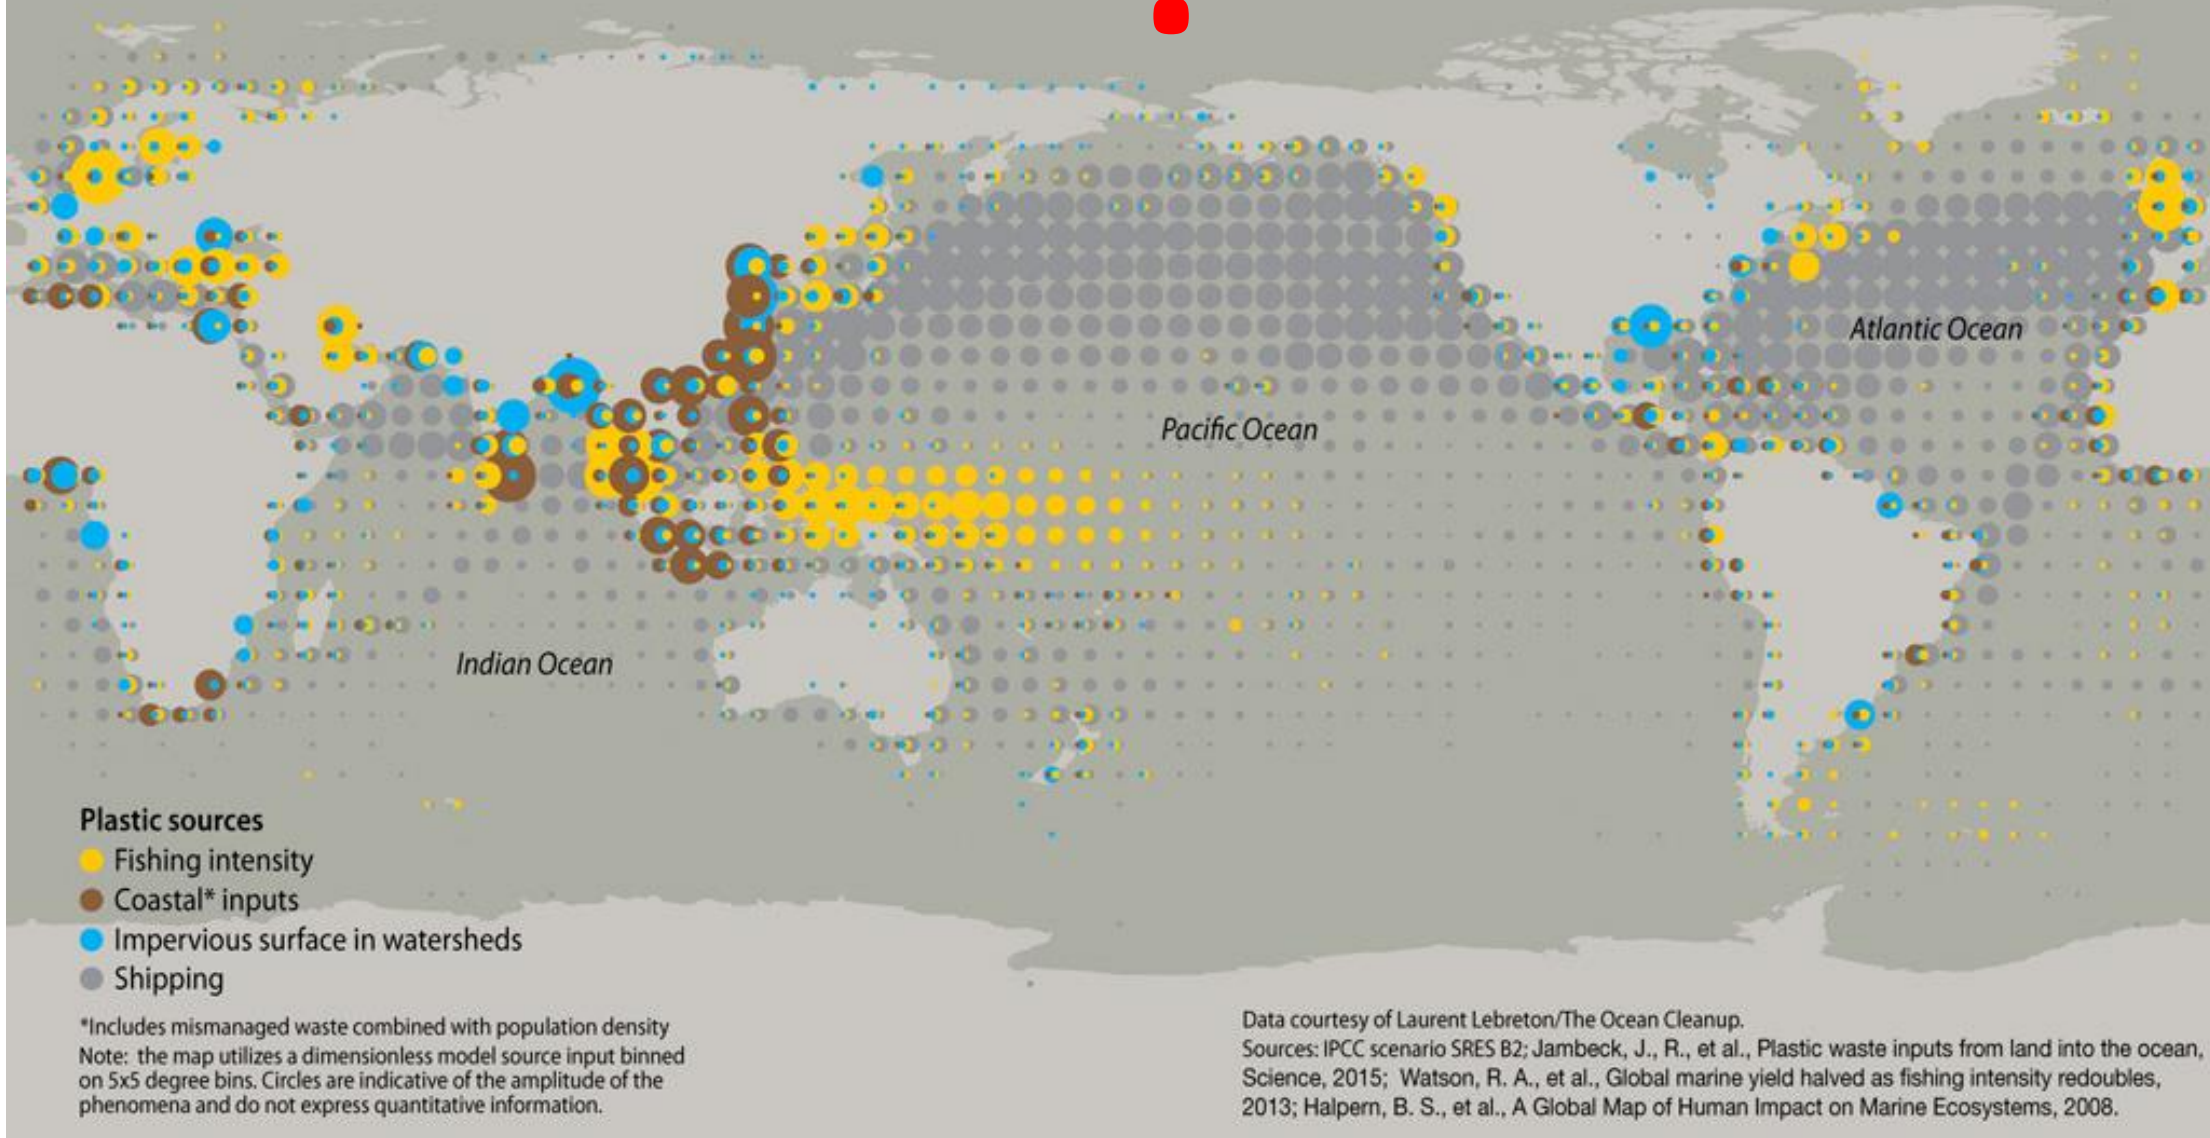 Atlantic Ocean
Pacific Ocean
Indian Ocean
Plastic sources
Fishing intensity
Coastal* inputs
Impervious surface in watersheds
Shipping
*Includes mismanaged waste combined with population density
Note: the map utilizes a dimensionless model source input binned
on 5x5 degree bins. Circles are indicative of the amplitude of the
phenomena and do not express quantitative information.
Data courtesy of Laurent Lebreton/The Ocean Cleanup.
Sources: IPCC scenario SRES B2; Jambeck, J., R., et al., Plastic waste inputs from land into the ocean,
Science, 2015; Watson, R. A., et al., Global marine yield halved as fishing intensity redoubles,
2013; Halpern, B. S., et al., A Global Map of Human Impact on Marine Ecosystems, 2008.